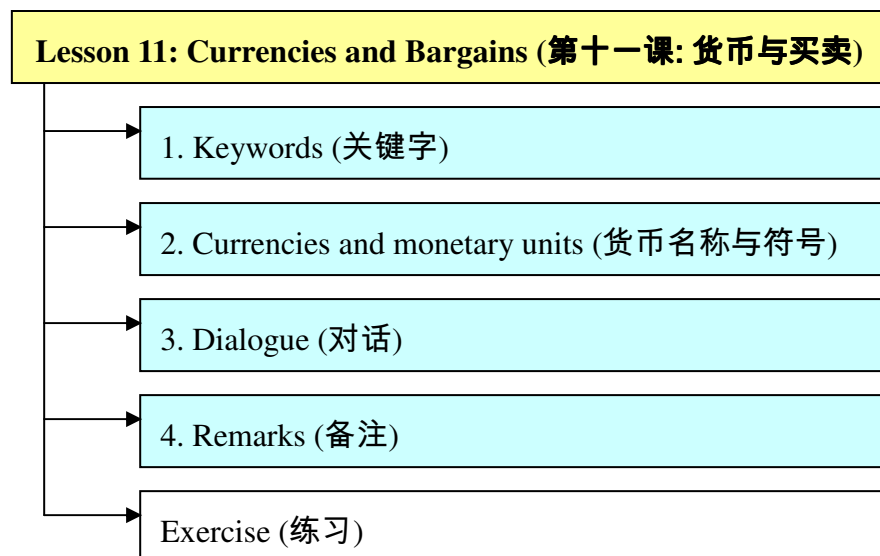 Lesson 11: Currencies and Bargains (第十一课: 货币与买卖)
1. Keywords (关键字)
2. Currencies and monetary units (货币名称与符号)
3. Dialogue (对话)
4. Remarks (备注)
Exercise (练习)